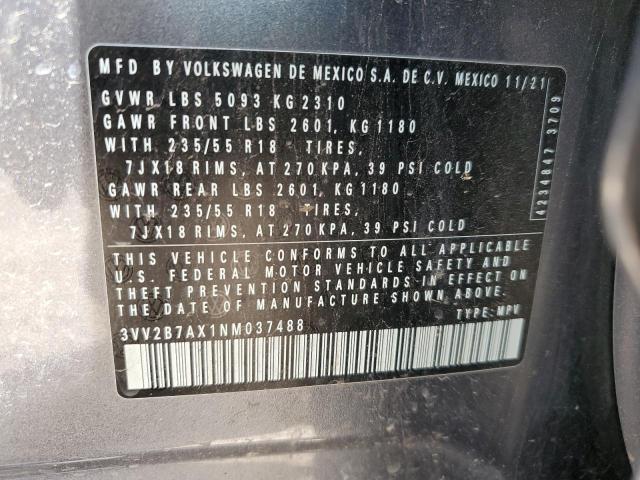 MFD BY VOLKSWAGEN DE MEXICO S.A. DE C.V. MEXICO 11/21
GVWR LBS 5093 KG 2310
GAWR FRONT LBS 2601, KG 1180
WITH 235/55 R18 TIRES,
7JX18 RIMS, AT 270 KPA, 39 PSI COLD
GAWR REAR LBS 2601, KG 1180
WITH 235/55 R18 TIRES,
7JX18 RIMS, AT 270 KPA, 39 PSI COLD
THIS VEHICLE CONFORMS TO ALL APPLICABLE
U.S. FEDERAL MOTOR VEHICLE SAFETY AND
THEFT PREVENTION STANDARDS IN EFFECT ON
THE DATE OF MANUFACTURE SHOWN ABOVE.
3VV2B7AX1NM037488 TYPE: MPV
4234847 3709